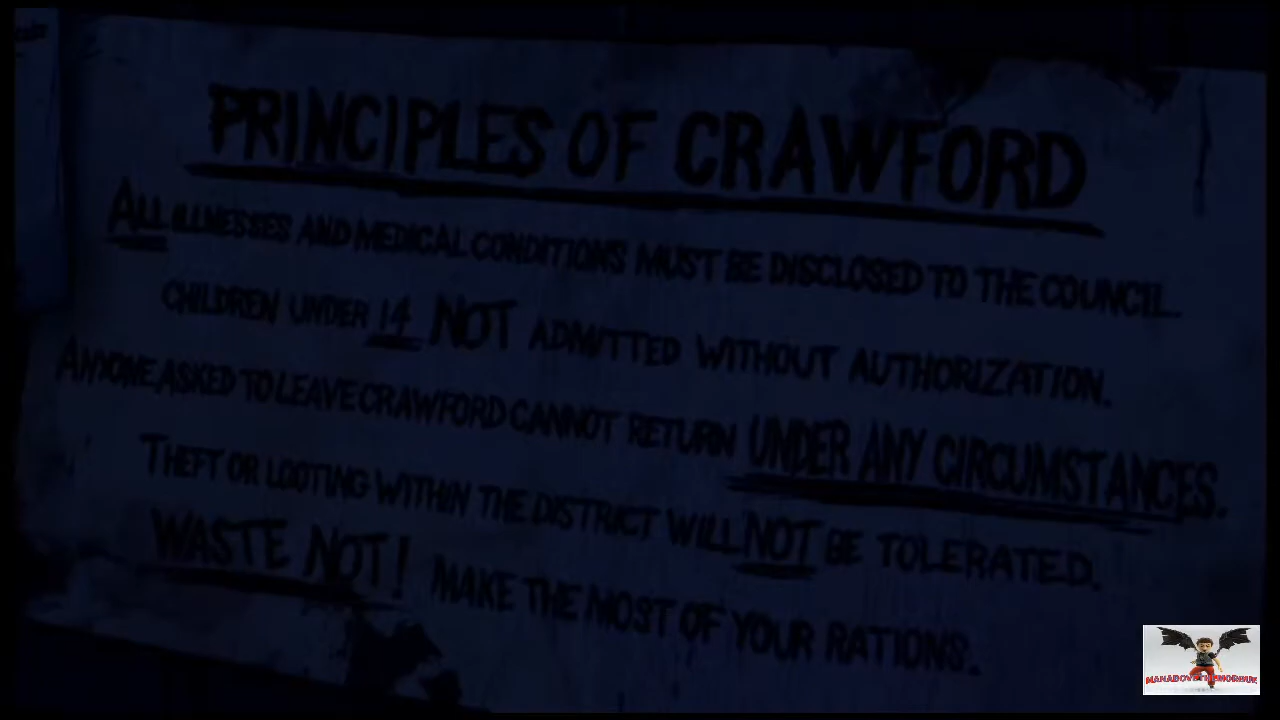 PRINCIPLES OF CRAWFORD
ALL ILLNESSES AND MEDICAL CONDITIONS MUST BE DISCLOSED TO THE COUNCIL.
CHILDREN UNDER 14 NOT ADMITTED WITHOUT AUTHORIZATION.
ANYONE ASKED TO LEAVE CRAWFORD CANNOT RETURN UNDER ANY CIRCUMSTANCES.
THEFT OR LOOTING WITHIN THE DISTRICT WILL NOT BE TOLERATED.
WASTE NOT! MAKE THE MOST OF YOUR RATIONS.